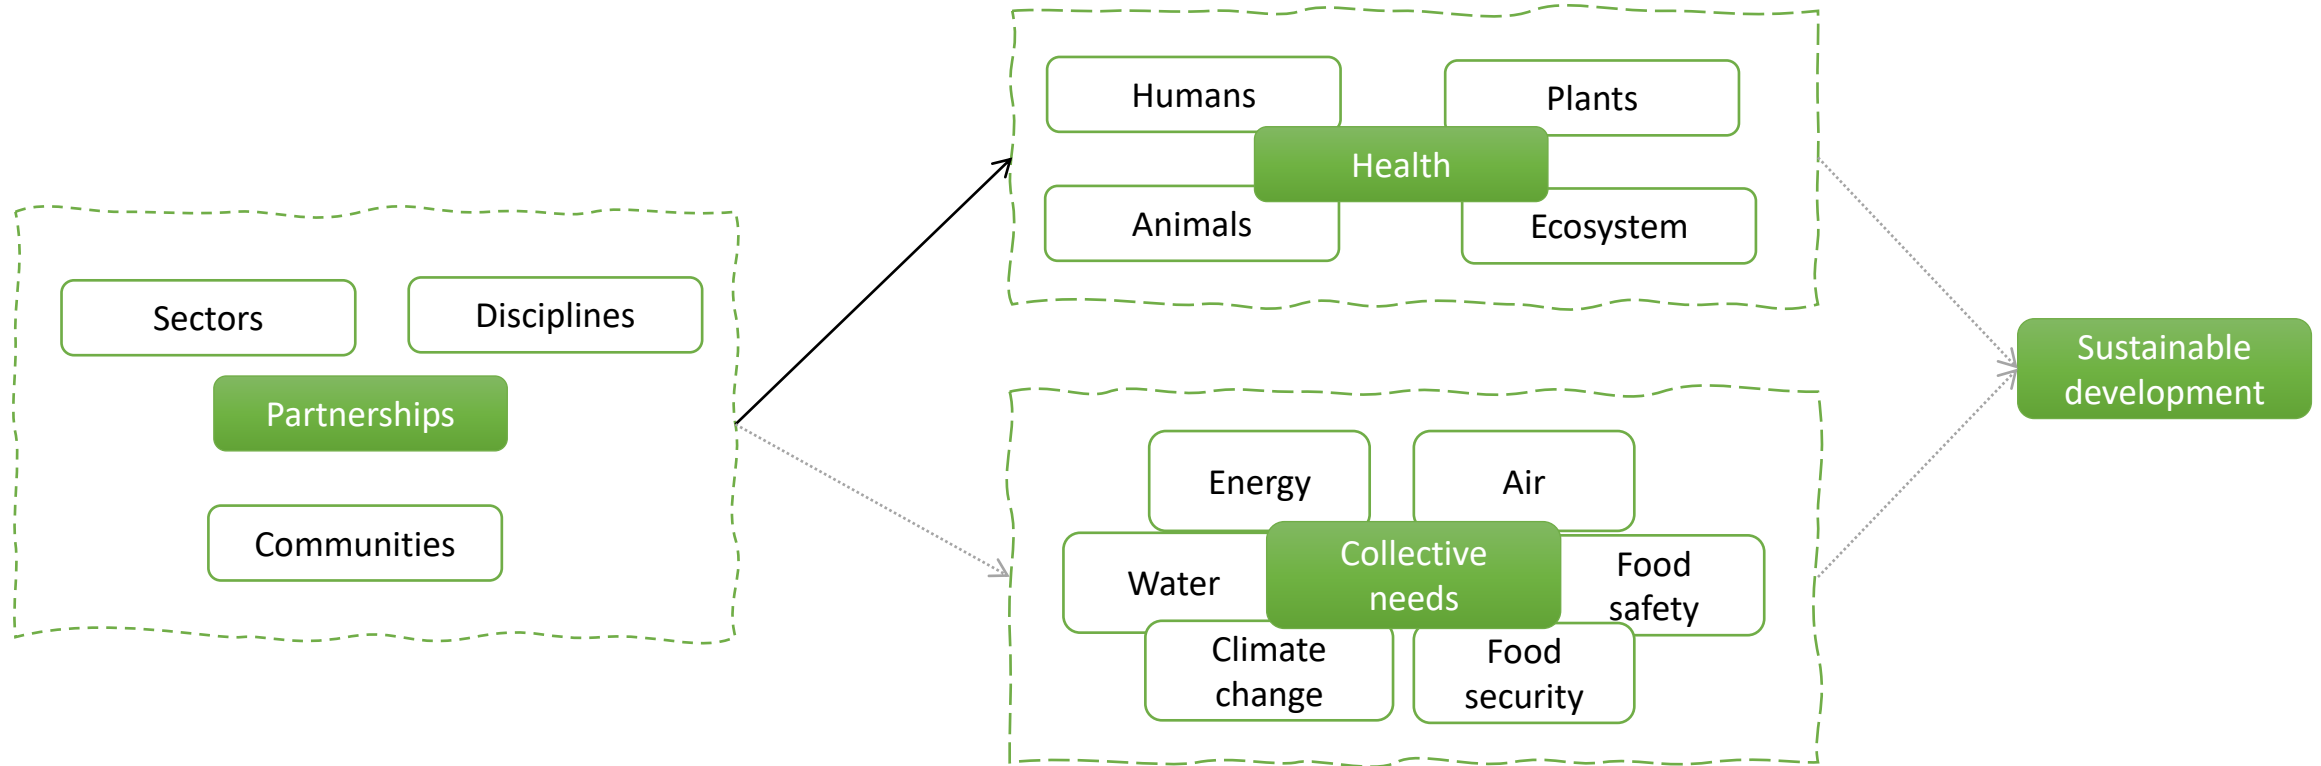 Sectors
Disciplines
Partnerships
Communities
Humans
Plants
Health
Animals
Ecosystem
Energy
Air
Collective
needs
Water
Food
safety
Climate
change
Food
security
Sustainable
development